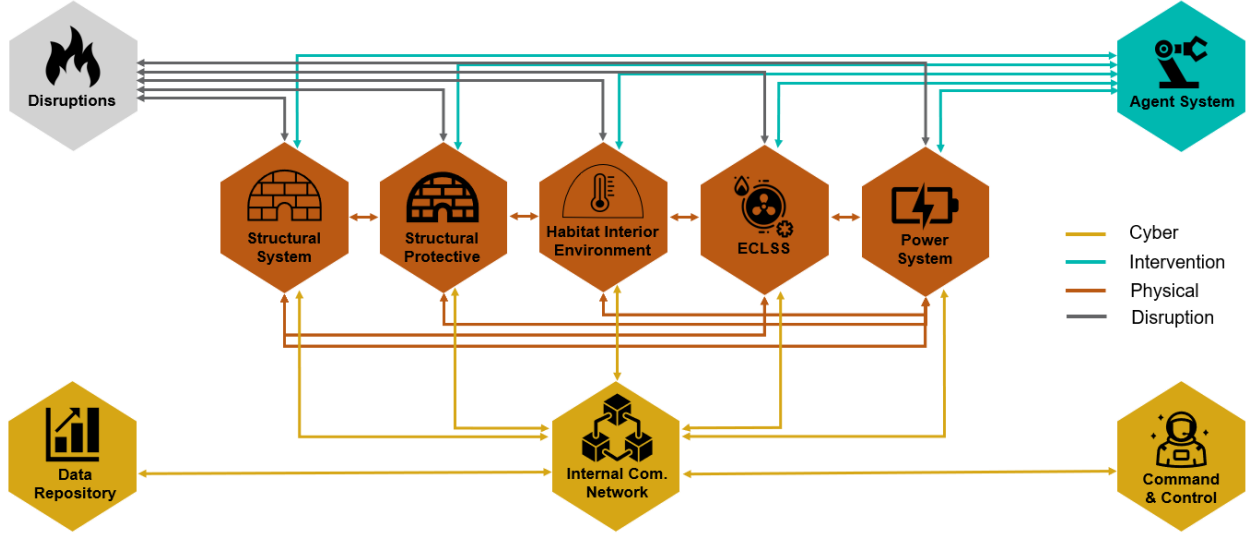 Disruptions
Agent System
Structural
System
Structural
Protective
Habitat Interior
Environment
ECLSS
Power
System
Cyber
Intervention
Physical
Disruption
Data
Repository
Internal Com.
Network
Command
& Control